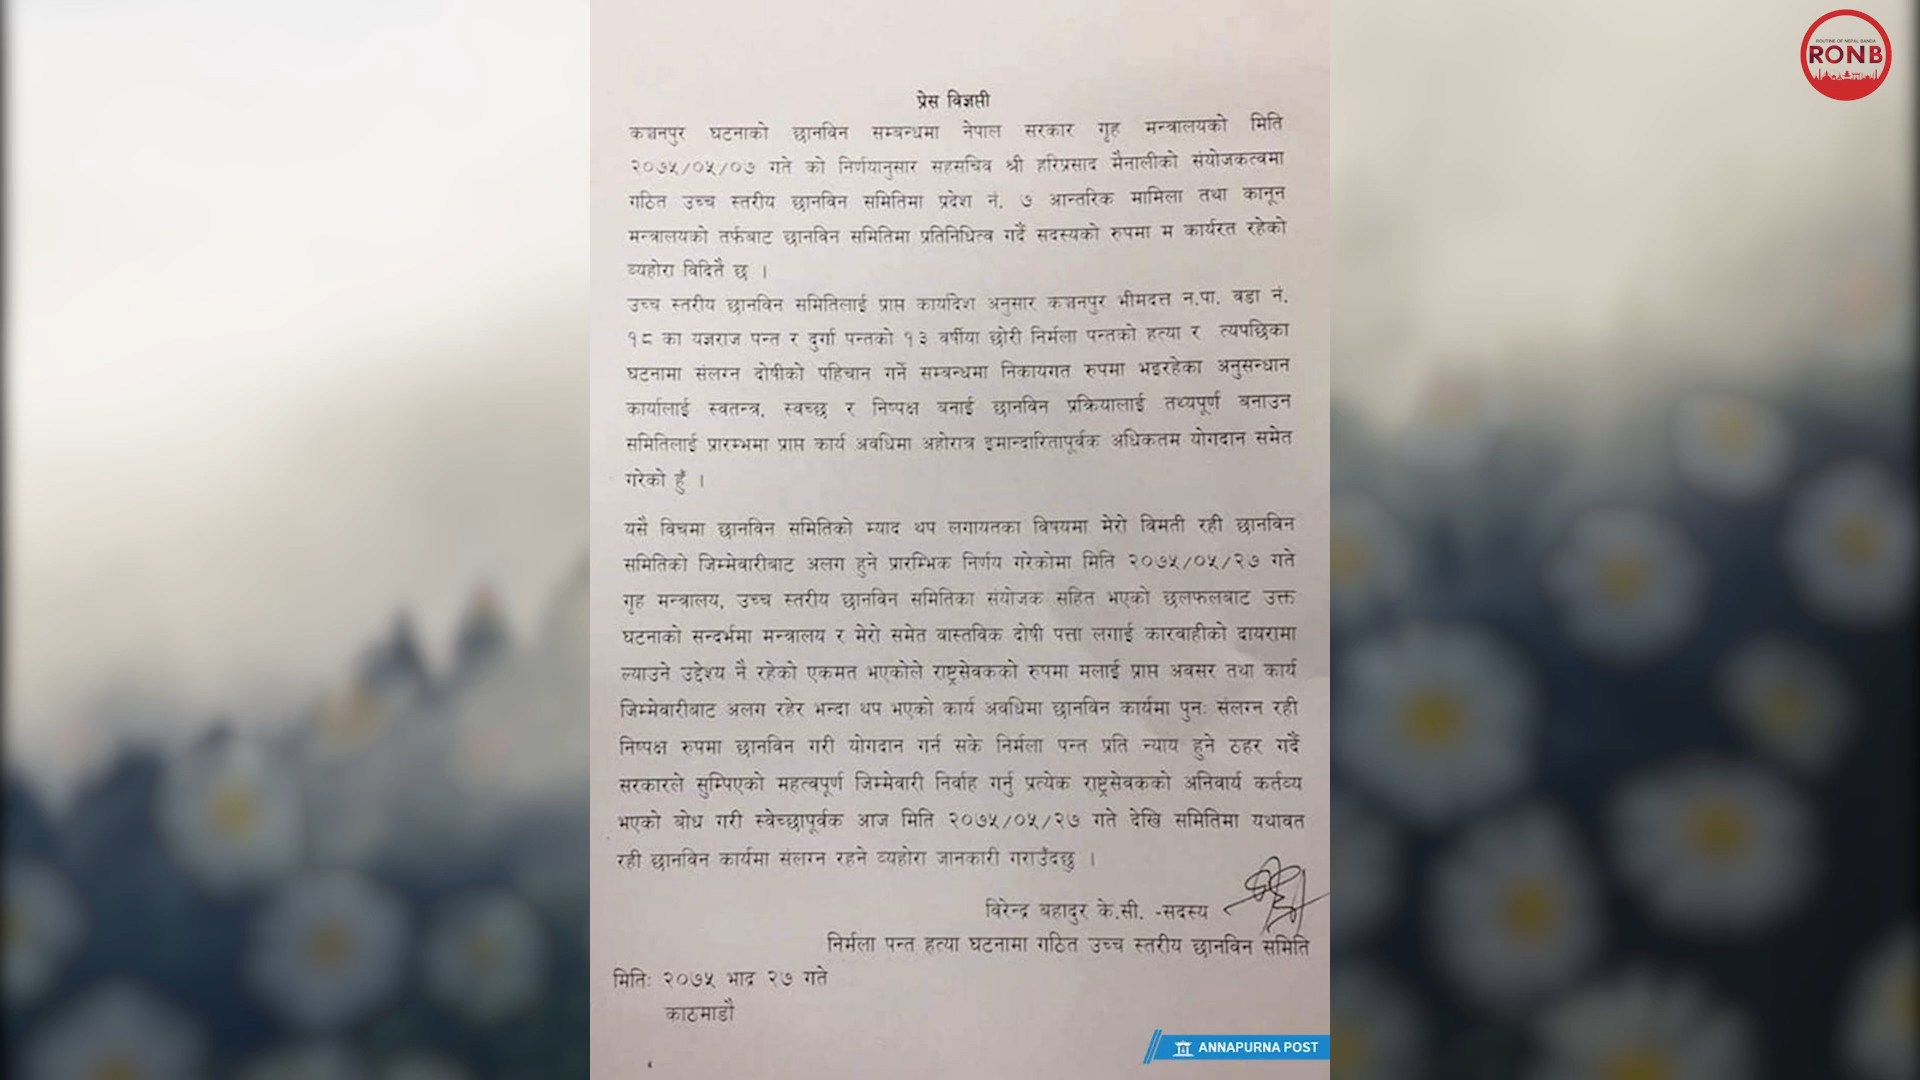 ROUTINE OF NEPAL BANDA
RONB
प्रेस विज्ञप्ती
कञ्चनपुर घटनाको छानविन सम्बन्धमा नेपाल सरकार गृह मन्त्रालयको मिति
२०७५/०५/०७ गते को निर्णयानुसार सहसचिव श्री हरिप्रसाद मैनालीको संयोजकत्वमा
गठित उच्च स्तरीय छानविन समितिमा प्रदेश नं. ७ आन्तरिक मामिला तथा कानून
मन्त्रालयको तर्फबाट छानविन समितिमा प्रतिनिधित्व गर्दै सदस्यको रुपमा म कार्यरत रहेको
व्यहोरा विदितै छ ।
उच्च स्तरीय छानविन समितिलाई प्राप्त कार्यादेश अनुसार कञ्चनपुर भीमदत्त न.पा. वडा नं.
१८ का यज्ञराज पन्त र दुर्गा पन्तको १३ वर्षीया छोरी निर्मला पन्तको हत्या र त्यपछिका
घटनामा संलग्न दोषीको पहिचान गर्ने सम्बन्धमा निकायगत रुपमा भइरहेका अनुसन्धान
कार्यालाई स्वतन्त्र, स्वच्छ र निष्पक्ष बनाई छानविन प्रक्रियालाई तथ्यपूर्ण बनाउन
समितिलाई प्रारम्भमा प्राप्त कार्य अवधिमा अहोरात्र इमान्दारितापूर्वक अधिकतम योगदान समेत
गरेको हुँ ।
यसै विचमा छानविन समितिको म्याद थप लगायतका विषयमा मेरो विमती रही छानविन
समितिको जिम्मेवारीबाट अलग हुने प्रारम्भिक निर्णय गरेकोमा मिति २०७५/०५/२७ गते
गृह मन्त्रालय, उच्च स्तरीय छानविन समितिका संयोजक सहित भएको छलफलबाट उक्त
घटनाको सन्दर्भमा मन्त्रालय र मेरो समेत वास्तविक दोषी पत्ता लगाई कारवाहीको दायरामा
ल्याउने उद्देश्य नै रहेको एकमत भएकोले राष्ट्रसेवकको रुपमा मलाई प्राप्त अवसर तथा कार्य
जिम्मेवारीबाट अलग रहेर भन्दा थप भएको कार्य अवधिमा छानविन कार्यमा पुनः संलग्न रही
निष्पक्ष रुपमा छानविन गरी योगदान गर्न सके निर्मला पन्त प्रति न्याय हुने ठहर गर्दै
सरकारले सुम्पिएको महत्वपूर्ण जिम्मेवारी निर्वाह गर्नु प्रत्येक राष्ट्रसेवकको अनिवार्य कर्तव्य
भएको बोध गरी स्वेच्छापूर्वक आज मिति २०७५/०५/२७ गते देखि समितिमा यथावत
रही छानविन कार्यमा संलग्न रहने व्यहोरा जानकारी गराउँदछु ।
विरेन्द्र बहादुर के.सी. -सदस्य
निर्मला पन्त हत्या घटनामा गठित उच्च स्तरीय छानविन समिति
मितिः २०७५ भाद्र २७ गते
काठमाडौ
ANNAPURNA POST